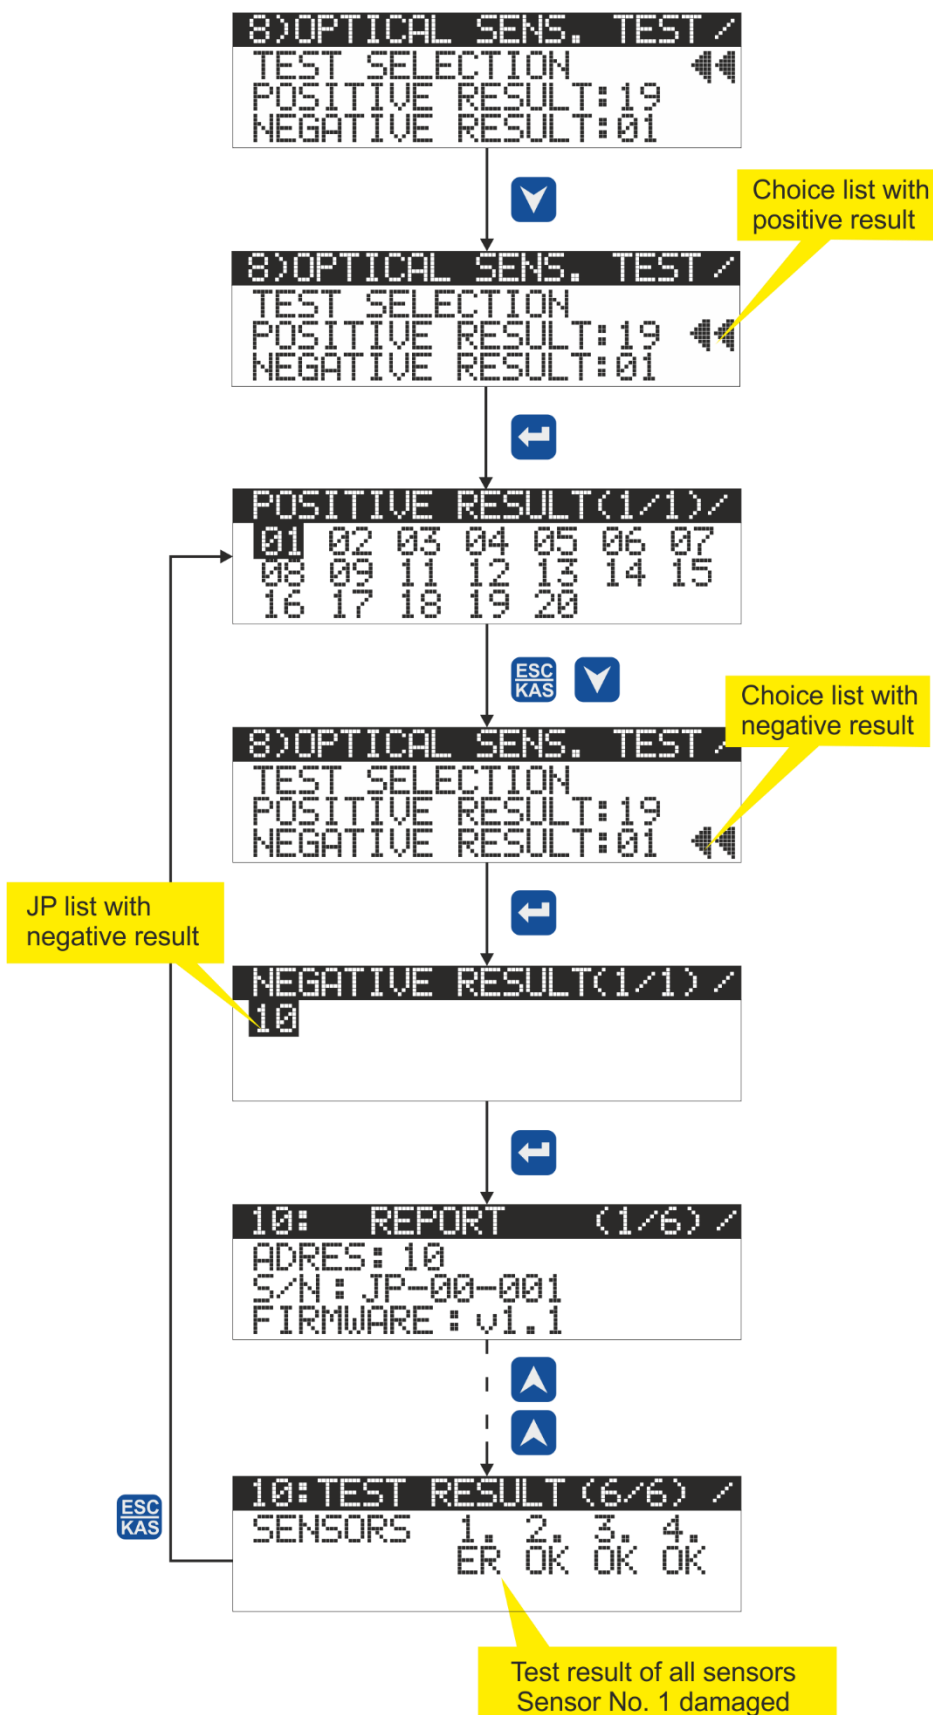 8)OPTICAL SENS. TEST /
TEST SELECTION
POSITIVE RESULT:19
NEGATIVE RESULT:01
Choice list with
positive result
8)OPTICAL SENS. TEST /
TEST SELECTION
POSITIVE RESULT:19
NEGATIVE RESULT:01
POSITIVE RESULT(1/1)/
01 02 03 04 05 06 07
08 09 11 12 13 14 15
16 17 18 19 20
ESC
KAS
Choice list with
negative result
8)OPTICAL SENS. TEST /
TEST SELECTION
POSITIVE RESULT:19
NEGATIVE RESULT:01
JP list with
negative result
NEGATIVE RESULT(1/1) /
10
10: REPORT (1/6) /
ADRES:10
S/N:JP-00-001
FIRMWARE:v1.1
ESC
KAS
10:TEST RESULT (6/6) /
SENSORS 1. 2. 3. 4.
ER OK OK OK
Test result of all sensors
Sensor No. 1 damaged